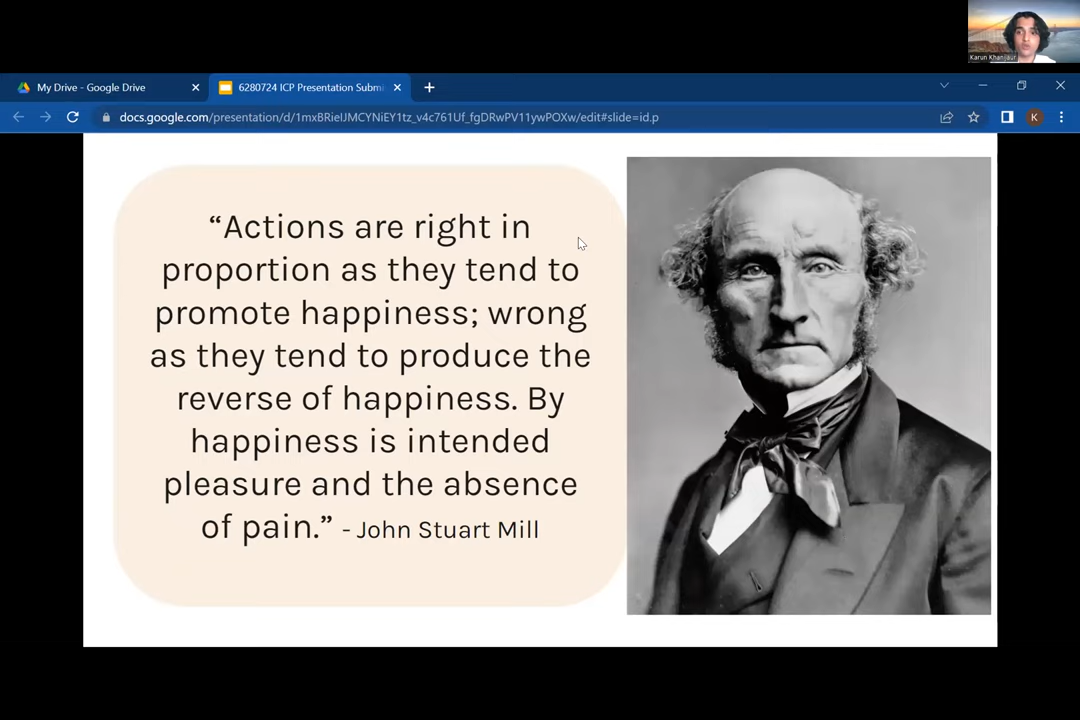 Karun Khanijaur
My Drive - Google Drive
6280724 ICP Presentation Submi
docs.google.com/presentation/d/1mxBRielJMCYNiEY1tz_v4c761Uf_fgDRwPV11ywPOXw/edit#slide=id.p
K
“Actions are right in
proportion as they tend to
promote happiness; wrong
as they tend to produce the
reverse of happiness. By
happiness is intended
pleasure and the absence
of pain.” - John Stuart Mill